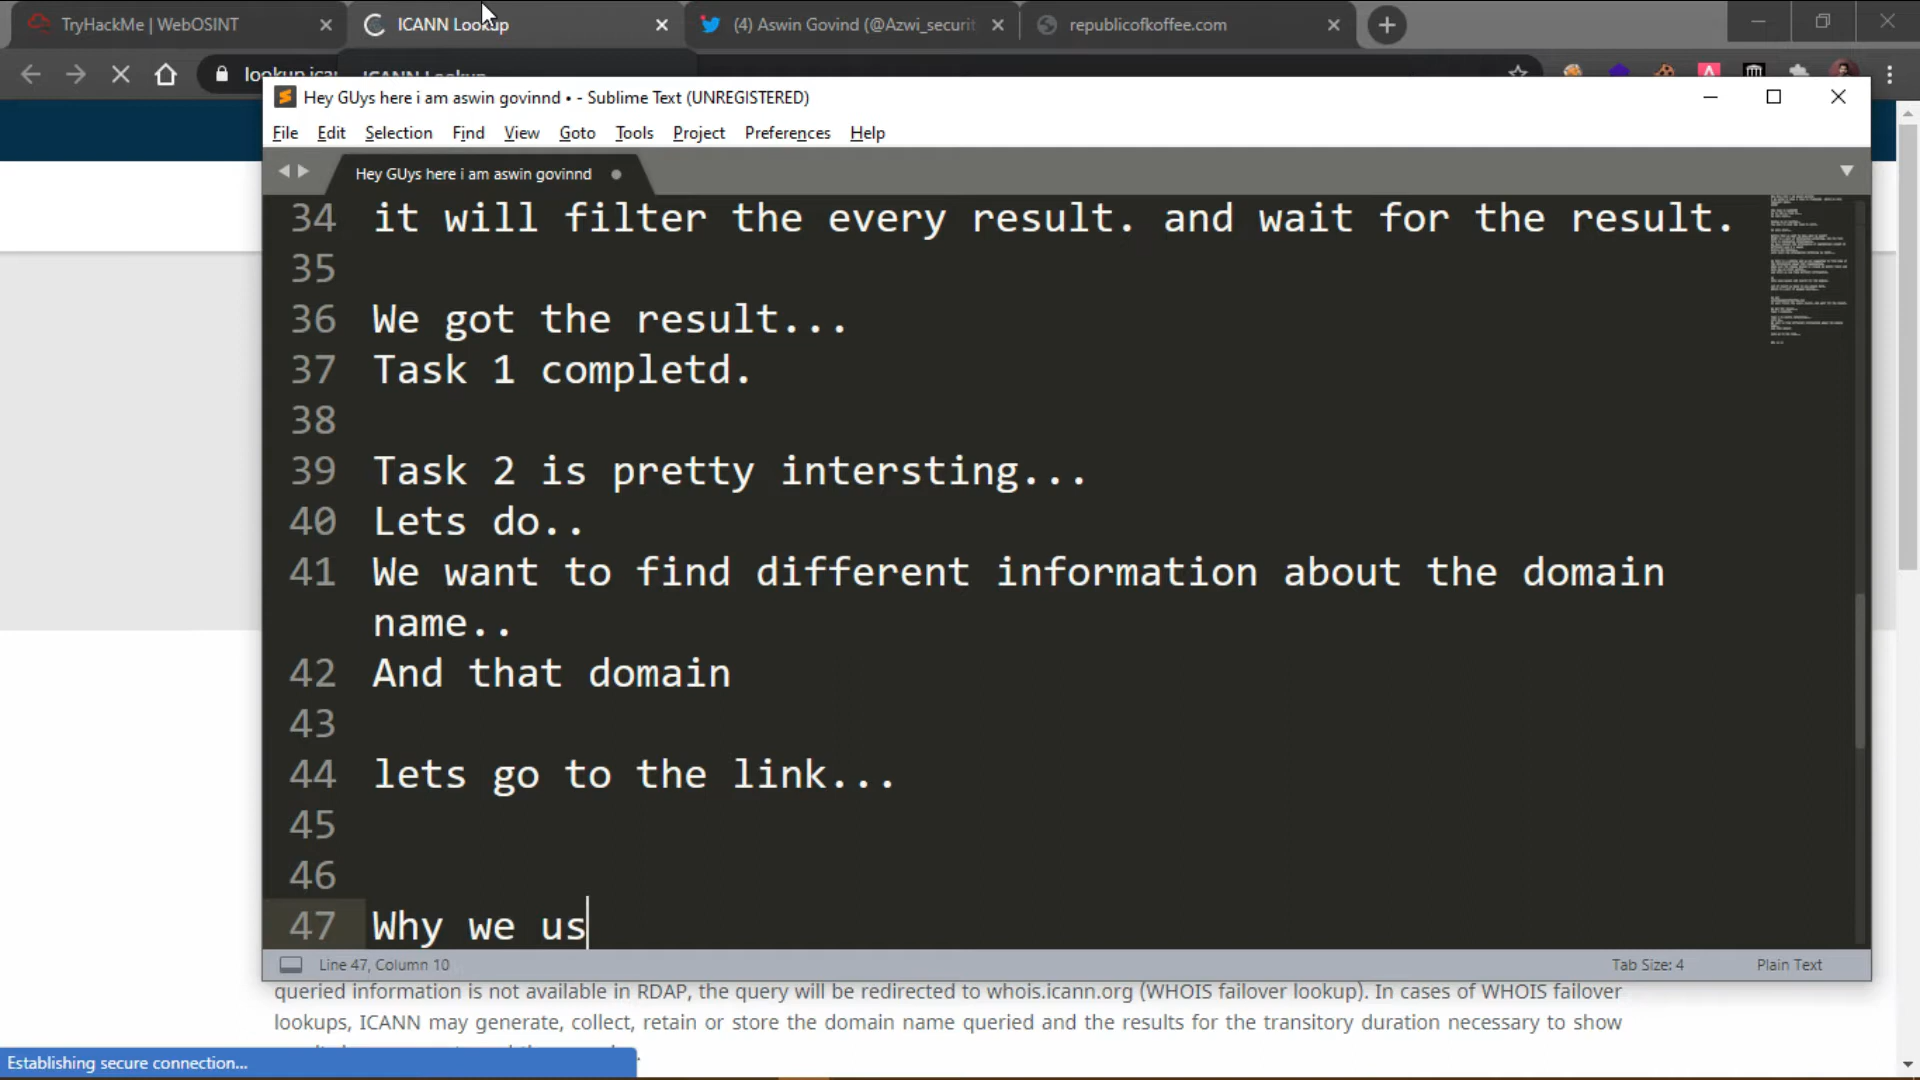 TryHackMe | WebOSINT
ICANN Lookup
(4) Aswin Govind (@Azwi_securit
republicofkoffee.com
ICANN Lookup
Hey GUys here i am aswin govinnd • - Sublime Text (UNREGISTERED)
File Edit Selection Find View Goto Tools Project Preferences Help
Hey GUys here i am aswin govinnd
34 it will filter the every result. and wait for the result.
35
36 We got the result...
37 Task 1 completd.
38
39 Task 2 is pretty intersting...
40 Lets do..
41 We want to find different information about the domain
name..
42 And that domain
43
44 lets go to the link...
45
46
47 Why we us
Line 47, Column 10
Tab Size: 4
Plain Text
queried information is not available in RDAP, the query will be redirected to whois.icann.org (WHOIS failover lookup). In cases of WHOIS failover
lookups, ICANN may generate, collect, retain or store the domain name queried and the results for the transitory duration necessary to show
Establishing secure connection...